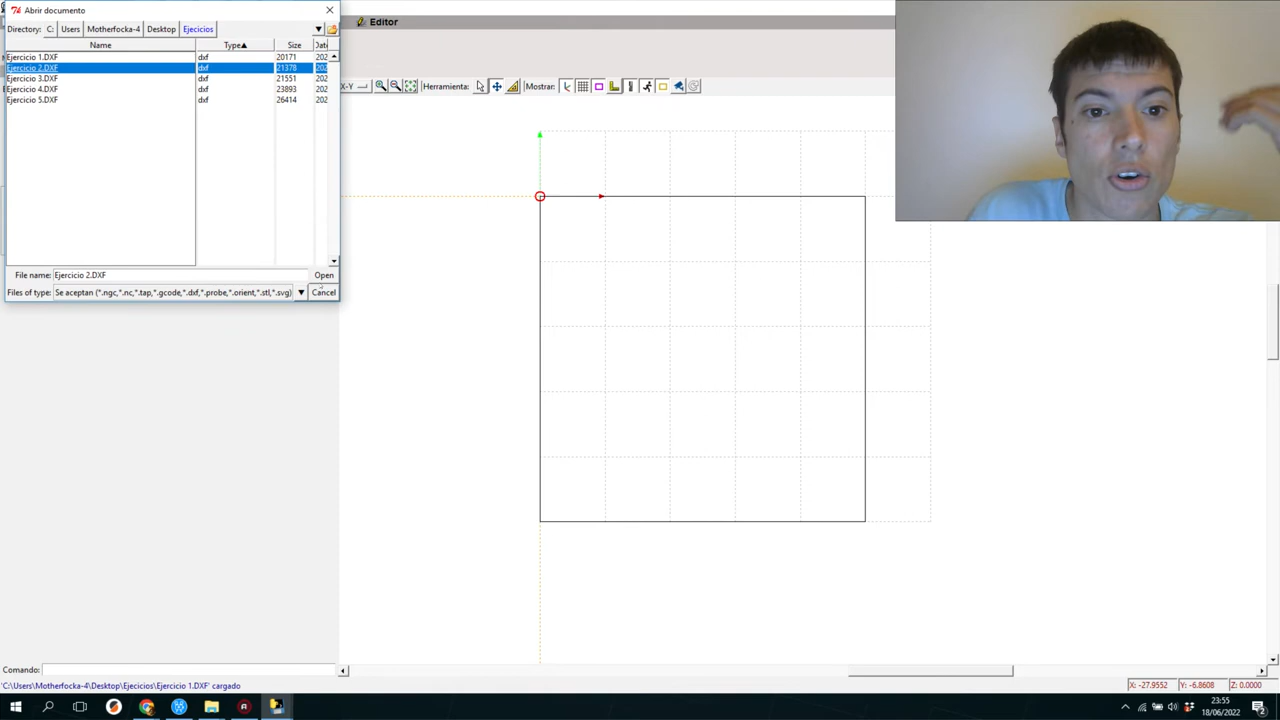 Abrir documento
Editor
Directory: C: Users Motherfocka-4 Desktop Ejecicios
Name Type Size
Ejercicio 1.DXF dxf 20171
Ejercicio 2.DXF dxf 21378
Ejercicio 3.DXF dxf 21551
Ejercicio 4.DXF dxf 23893
Ejercicio 5.DXF dxf 26414
X-Y Herramienta: Mostrar:
File name: Ejercicio 2.DXF Open
Files of type: Se aceptan (*.ngc,*.nc,*.tap,*.gcode,*.dxf,*.probe,*.orient,*.stl,*.svg) Cancel
Comando:
'C:\Users\Motherfocka-4\Desktop\Ejecicios\Ejercicio 1.DXF' cargado
X: -27.9552 Y: -6.8608 Z: 0.0000
23:55
18/06/2022
2